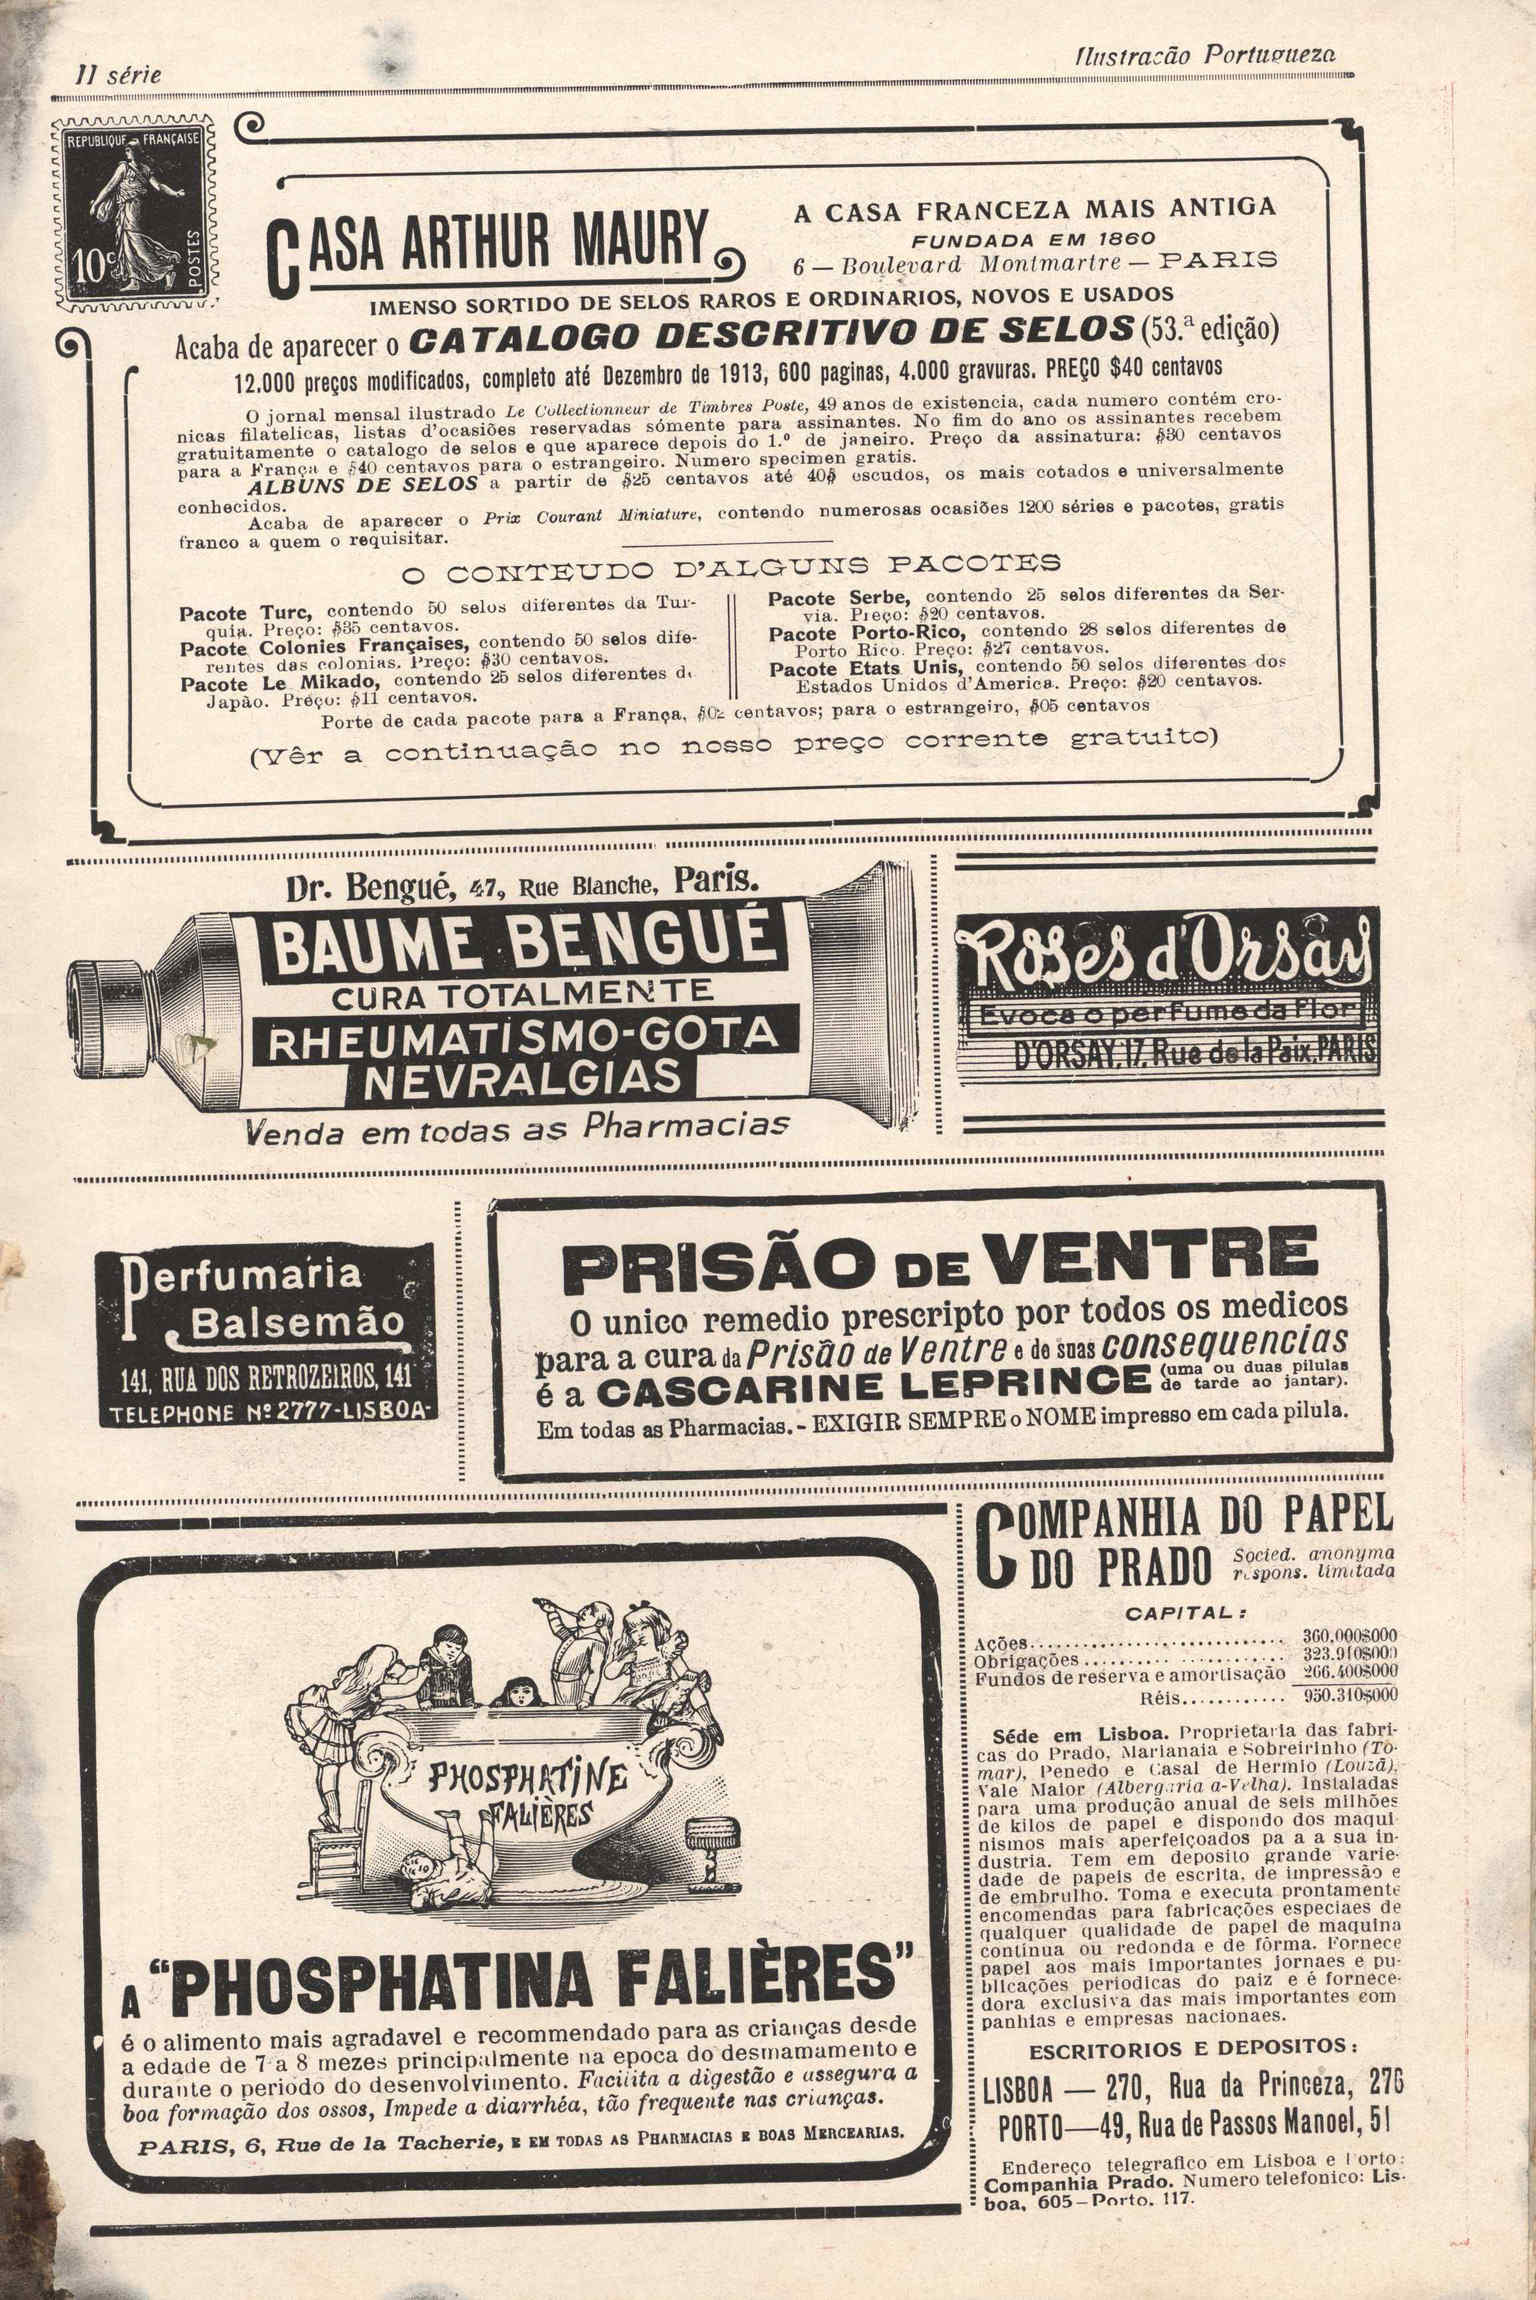 II série
Ilustração Portugueza
REPUBLIQUE FRANÇAISE
10c
POSTES
CASA ARTHUR MAURY
A CASA FRANCEZA MAIS ANTIGA
FUNDADA EM 1860
6 — Boulevard Montmartre — PARIS
IMENSO SORTIDO DE SELOS RAROS E ORDINARIOS, NOVOS E USADOS
Acaba de aparecer o CATALOGO DESCRITIVO DE SELOS (53.ª edição)
12.000 preços modificados, completo até Dezembro de 1913, 600 paginas, 4.000 gravuras. PREÇO $40 centavos
O jornal mensal ilustrado Le Collectionneur de Timbres Poste, 49 anos de existencia, cada numero contém cro-
nicas filatelicas, listas d'ocasiões reservadas sómente para assinantes. No fim do ano os assinantes recebem
gratuitamente o catalogo de selos e que aparece depois do 1.º de janeiro. Preço da assinatura: $30 centavos
para a França e $40 centavos para o estrangeiro. Numero specimen gratis.
ALBUNS DE SELOS a partir de $25 centavos até 40$ escudos, os mais cotados e universalmente
conhecidos.
Acaba de aparecer o Prix Courant Miniature, contendo numerosas ocasiões 1200 séries e pacotes, gratis
franco a quem o requisitar.
O CONTEUDO D'ALGUNS PACOTES
Pacote Turc, contendo 50 selos diferentes da Tur-
quia. Preço: $35 centavos.
Pacote Colonies Françaises, contendo 50 selos dife-
rentes das colonias. Preço: $30 centavos.
Pacote Le Mikado, contendo 25 selos diferentes d
Japão. Preço: $11 centavos.
Pacote Serbe, contendo 25 selos diferentes da Ser-
via. Preço: $20 centavos.
Pacote Porto-Rico, contendo 28 selos diferentes de
Porto Rico. Preço: $27 centavos.
Pacote Etats Unis, contendo 50 selos diferentes dos
Estados Unidos d'America. Preço: $20 centavos.
Porte de cada pacote para a França, $02 centavos; para o estrangeiro, $05 centavos
(Vêr a continuação no nosso preço corrente gratuito)
Dr. Bengué, 47, Rue Blanche, Paris.
BAUME BENGUÉ
CURA TOTALMENTE
RHEUMATISMO-GOTA
NEVRALGIAS
Venda em todas as Pharmacias
Roses d'Orsay
Evoca o perfume da Flor
D'ORSAY, 17, Rue de la Paix, PARIS
Perfumaria
Balsemão
141, RUA DOS RETROZEIROS, 141
TELEPHONE Nº 2777-LISBOA-
PRISÃO DE VENTRE
O unico remedio prescripto por todos os medicos
para a cura da Prisão de Ventre e de suas consequencias
é a CASCARINE LEPRINCE (uma ou duas pilulas
de tarde ao jantar).
Em todas as Pharmacias. - EXIGIR SEMPRE o NOME impresso em cada pilula.
PHOSPHATINE
FALIÈRES
A "PHOSPHATINA FALIÈRES"
é o alimento mais agradavel e recommendado para as crianças desde
a edade de 7 a 8 mezes principalmente na epoca do desmamamento e
durante o periodo do desenvolvimento. Facilita a digestão e assegura a
boa formação dos ossos, Impede a diarrhéa, tão frequente nas crianças.
PARIS, 6, Rue de la Tacherie, E EM TODAS AS PHARMACIAS E BOAS MERCEARIAS.
COMPANHIA DO PAPEL
DO PRADO Socied. anonyma
respons. limitada
CAPITAL:
Ações............................ 360.000$000
Obrigações...................... 323.910$000
Fundos de reserva e amortisação 266.400$000
Réis............ 950.310$000
Séde em Lisboa. Proprietaria das fabri-
cas do Prado, Marianaia e Sobreirinho (To-
mar), Penedo e Casal de Hermio (Louzã),
Vale Maior (Albergaria a-Velha). Instaladas
para uma produção anual de seis milhões
de kilos de papel e dispondo dos maqui
nismos mais aperfeiçoados pa a a sua in-
dustria. Tem em deposito grande varie-
dade de papeis de escrita, de impressão e
de embrulho. Toma e executa prontamente
encomendas para fabricações especiaes de
qualquer qualidade de papel de maquina
continua ou redonda e de fôrma. Fornece
papel aos mais importantes jornaes e pu-
blicações periodicas do paiz e é fornece-
dora exclusiva das mais importantes com
panhias e empresas nacionaes.
ESCRITORIOS E DEPOSITOS:
LISBOA — 270, Rua da Princeza, 276
PORTO—49, Rua de Passos Manoel, 51
Endereço telegrafico em Lisboa e Porto:
Companhia Prado. Numero telefonico: Lis-
boa, 605—Porto. 117.